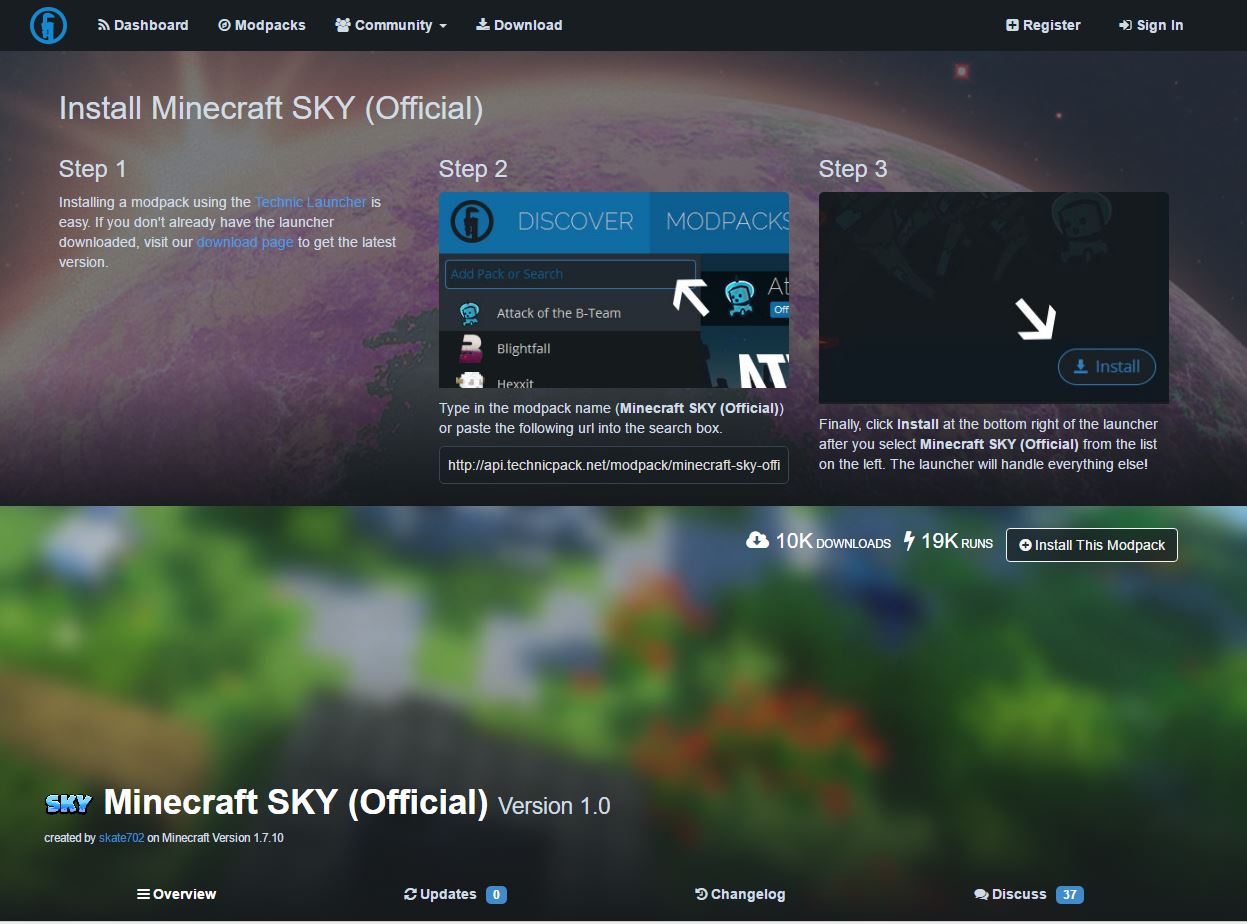 Dashboard Modpacks Community Download Register Sign In
Install Minecraft SKY (Official)
Step 1
Installing a modpack using the Technic Launcher is
easy. If you don't already have the launcher
downloaded, visit our download page to get the latest
version.
Step 2
DISCOVER MODPACKS
Add Pack or Search
Attack of the B-Team
Blightfall
Hexxit
At
Off
AT
Type in the modpack name (Minecraft SKY (Official))
or paste the following url into the search box.
http://api.technicpack.net/modpack/minecraft-sky-offi
Step 3
Install
Finally, click Install at the bottom right of the launcher
after you select Minecraft SKY (Official) from the list
on the left. The launcher will handle everything else!
10K DOWNLOADS 19K RUNS Install This Modpack
SKY Minecraft SKY (Official) Version 1.0
created by skate702 on Minecraft Version 1.7.10
Overview Updates 0 Changelog Discuss 37